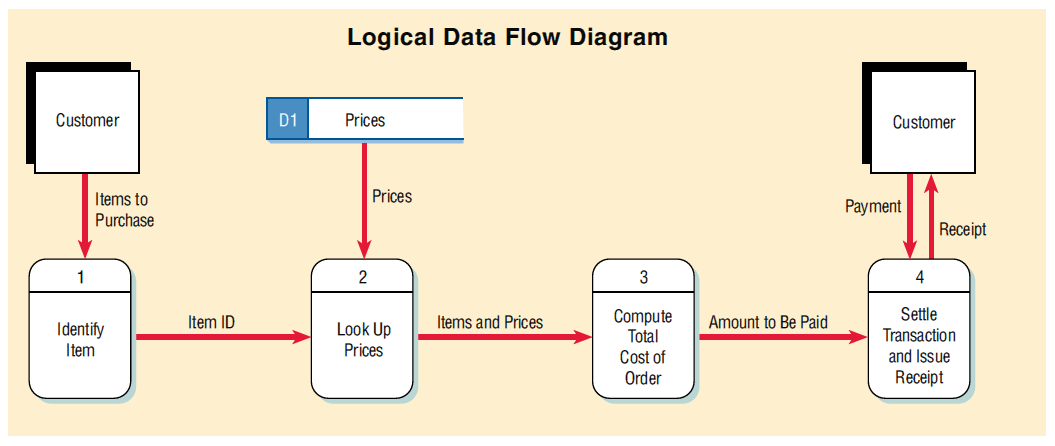 Logical Data Flow Diagram
Customer
D1
Prices
Customer
Items to
Purchase
Prices
Payment
Receipt
1
Identify
Item
Item ID
2
Look Up
Prices
Items and Prices
3
Compute
Total
Cost of
Order
Amount to Be Paid
4
Settle
Transaction
and Issue
Receipt